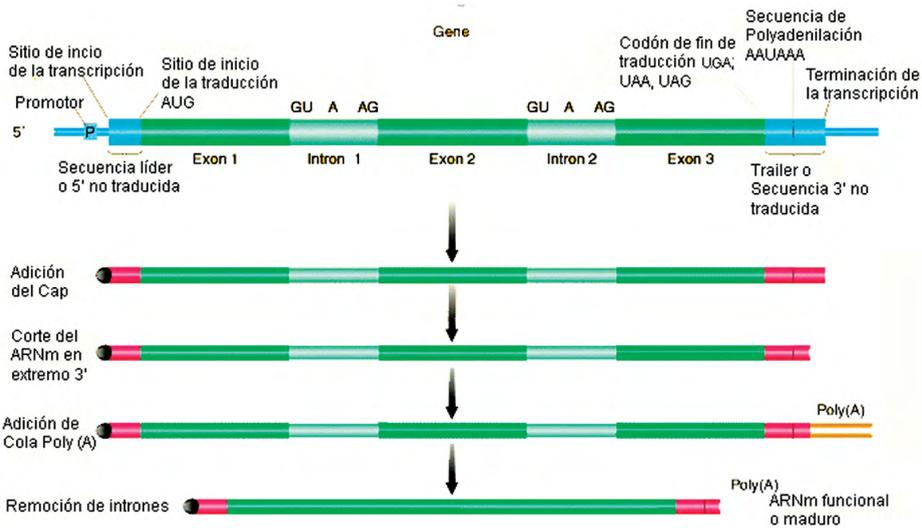 Gene
Sitio de incio
de la transcripción
Sitio de inicio
de la traducción
AUG
Promotor
Codón de fin de
traducción UGA;
UAA, UAG
Secuencia de
Polyadenilación
AAUAAA
Terminación de
la transcripción
GU A AG
GU A AG
5'
P
Exon 1
Intron 1
Exon 2
Intron 2
Exon 3
Secuencia líder
o 5' no traducida
Trailer o
Secuencia 3' no
traducida
Adición
del Cap
Corte del
ARNm en
extremo 3'
Adición de
Cola Poly (A)
Poly(A)
Remoción de intrones
Poly(A)
ARNm funcional
o maduro